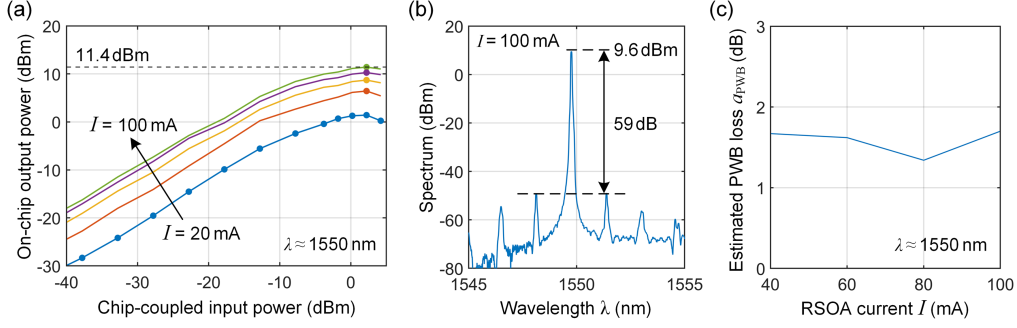 (a)
On-chip output power (dBm)
20
10
0
-10
-20
-30
11.4 dBm
I = 100 mA
I = 20 mA
λ ≈ 1550 nm
-40
-30
-20
-10
0
Chip-coupled input power (dBm)
(b)
Spectrum (dBm)
20
0
-20
-40
-60
-80
I = 100 mA
9.6 dBm
59 dB
1545
1550
1555
Wavelength λ (nm)
(c)
Estimated PWB loss aPWB (dB)
3
2
1
0
λ ≈ 1550 nm
40
60
80
100
RSOA current I (mA)